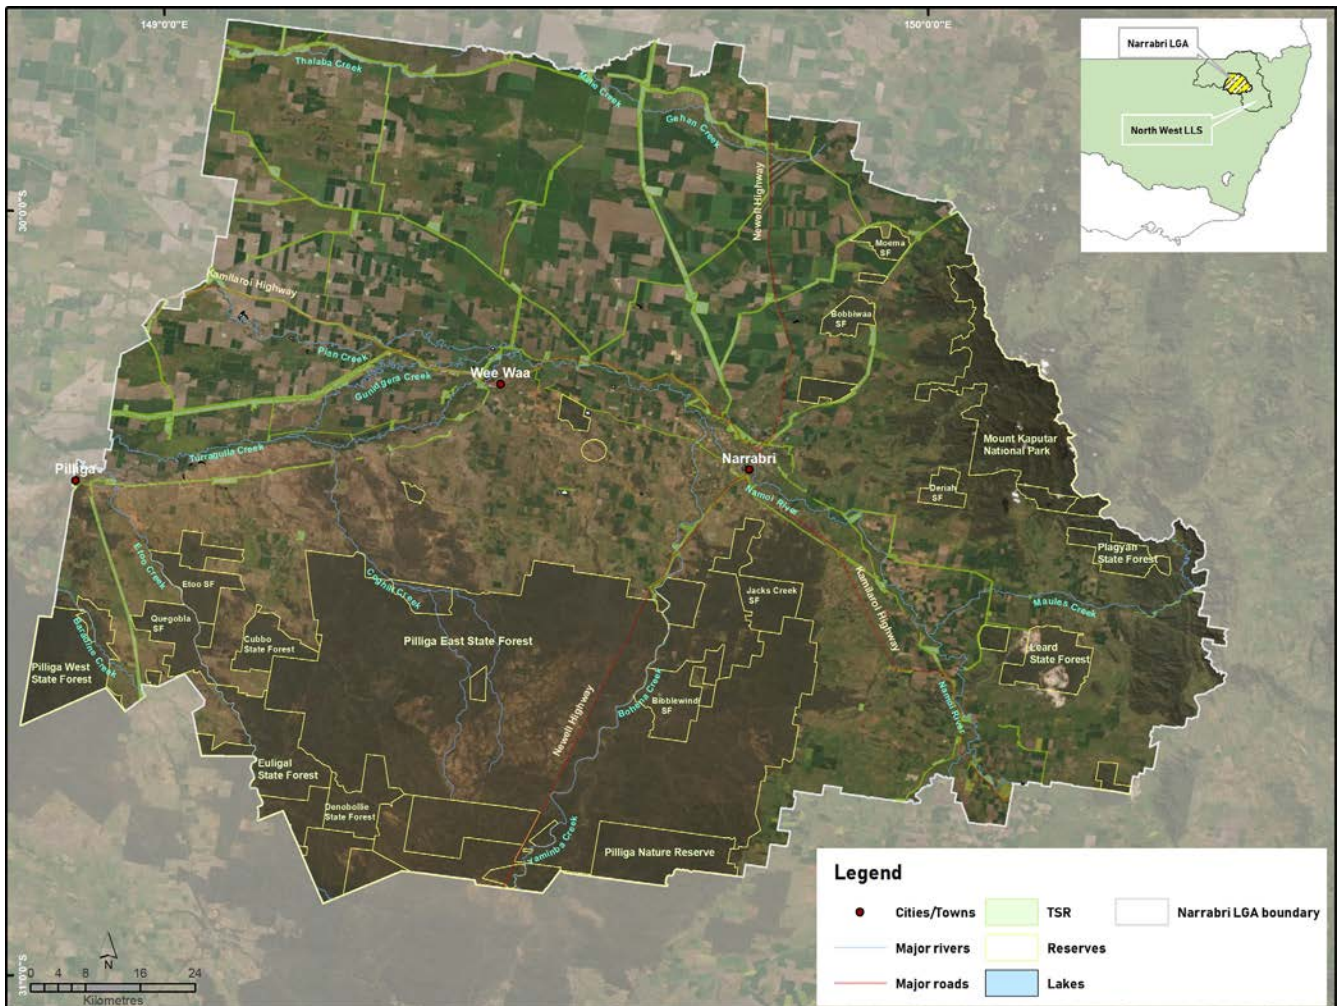 149°0'0"E
150°0'0"E
Narrabri LGA
North West LLS
Thalaba Creek
Gehan Creek
Newell Highway
30°0'0"S
Moema
SF
Kamilaroi Highway
Bobbiwaa
SF
Pian Creek
Wee Waa
Gunidgera Creek
Mount Kaputar
National Park
Turragulla Creek
Pilliga
Narrabri
Deriah
SF
Namoi River
Plagyan
State Forest
Etoo Creek
Etoo SF
Coghill Creek
Kamilaroi Highway
Jacks Creek
SF
Maules Creek
Quegobla
SF
Baradine Creek
Cubbo
State Forest
Pilliga East State Forest
Leard
State Forest
Pilliga West
State Forest
Bohena Creek
Bibblewindi
SF
Namoi River
Newell Highway
Euligal
State Forest
Denobollie
State Forest
Yaminba Creek
Pilliga Nature Reserve
Legend
Cities/Towns
TSR
Narrabri LGA boundary
Major rivers
Reserves
Major roads
Lakes
N
0 4 8 16 24
Kilometres
31°0'0"S